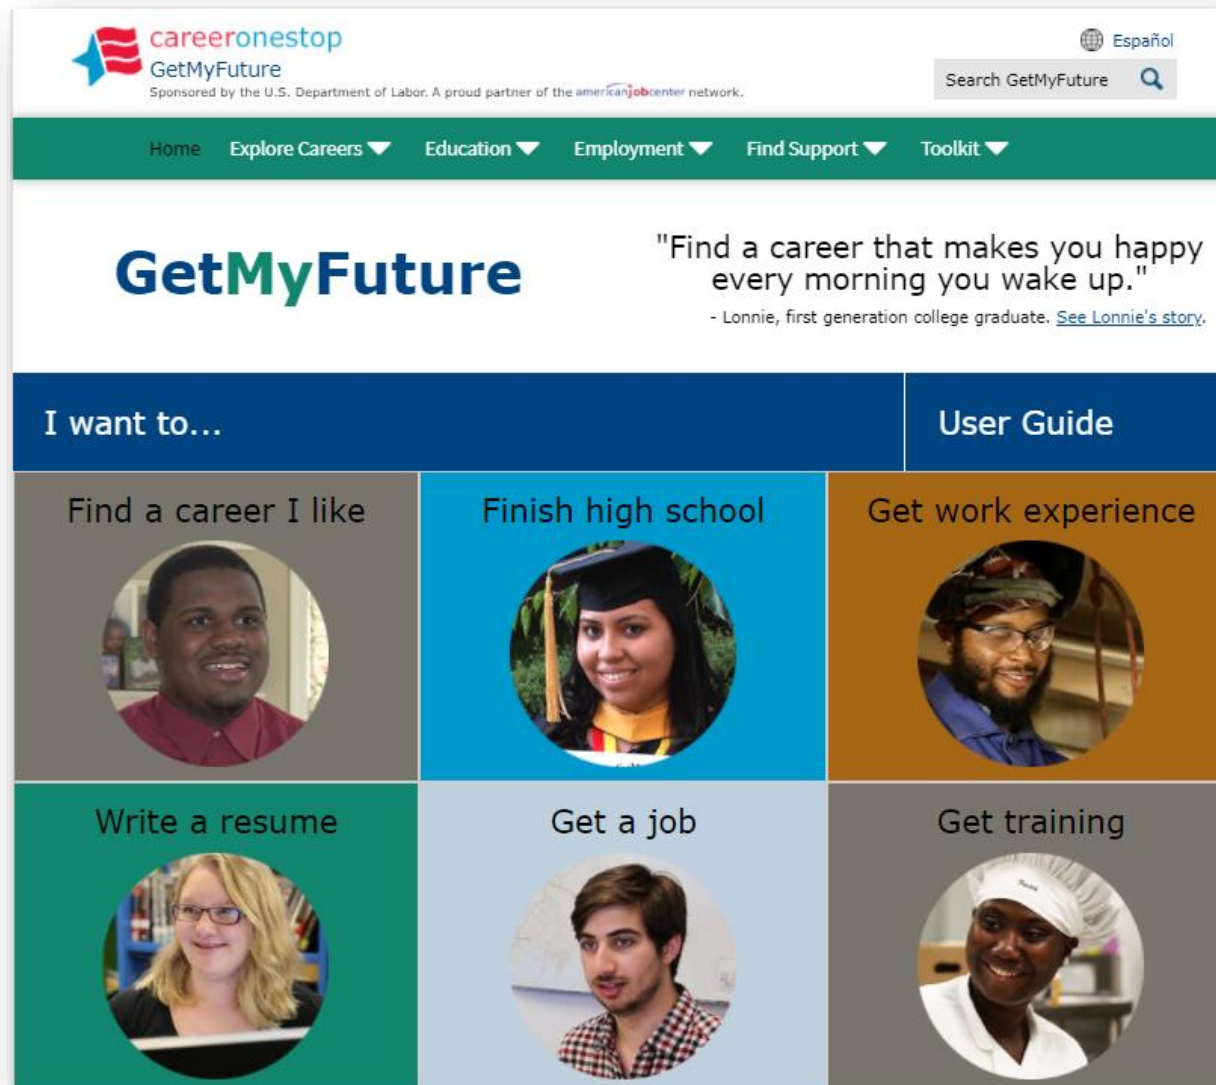 careeronestop
Español
GetMyFuture
Search GetMyFuture
Sponsored by the U.S. Department of Labor. A proud partner of the americanjobcenter network.
Home Explore Careers Education Employment Find Support Toolkit
GetMyFuture
"Find a career that makes you happy
every morning you wake up."
- Lonnie, first generation college graduate. See Lonnie's story.
I want to...
User Guide
Find a career I like
Finish high school
Get work experience
Write a resume
Get a job
Get training